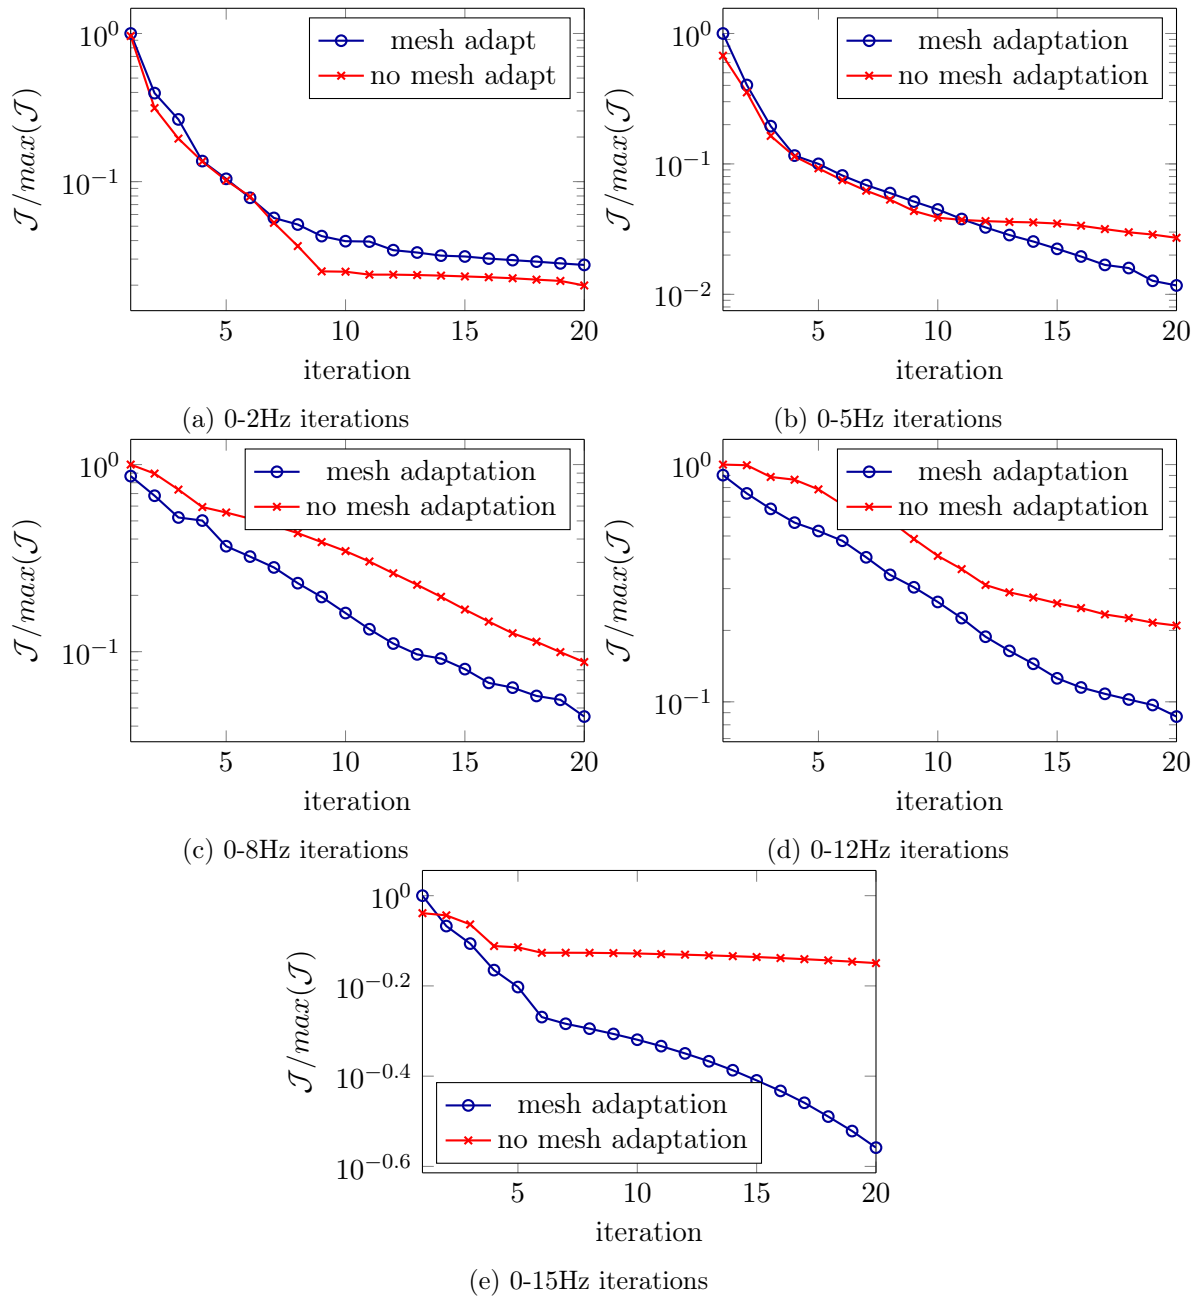 mesh adapt
no mesh adapt
10^0
10^−1
𝒥/max(𝒥)
5 10 15 20
iteration
(a) 0-2Hz iterations
mesh adaptation
no mesh adaptation
10^0
10^−1
10^−2
𝒥/max(𝒥)
5 10 15 20
iteration
(b) 0-5Hz iterations
mesh adaptation
no mesh adaptation
10^0
10^−1
𝒥/max(𝒥)
5 10 15 20
iteration
(c) 0-8Hz iterations
mesh adaptation
no mesh adaptation
10^0
10^−1
𝒥/max(𝒥)
5 10 15 20
iteration
(d) 0-12Hz iterations
10^0
10^−0.2
10^−0.4
10^−0.6
𝒥/max(𝒥)
mesh adaptation
no mesh adaptation
5 10 15 20
iteration
(e) 0-15Hz iterations